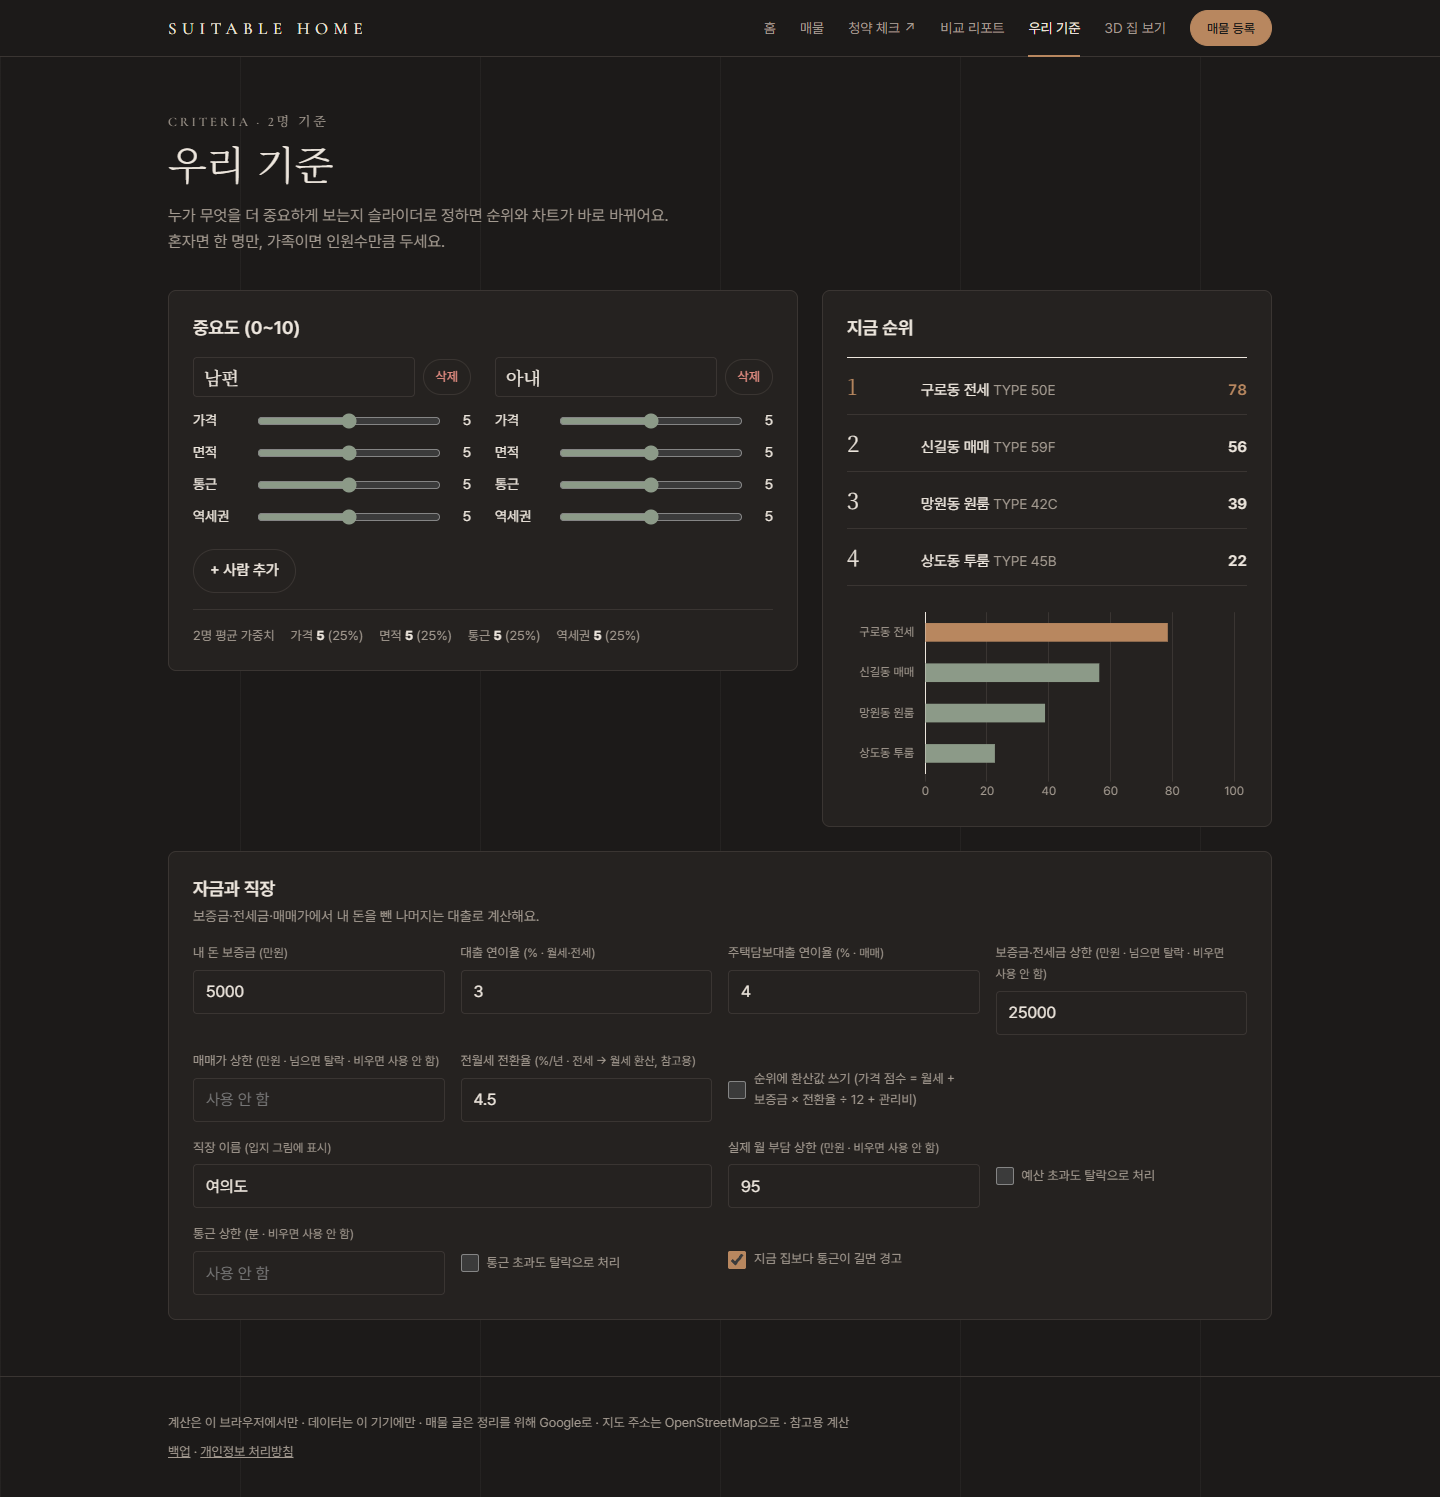 SUITABLE HOME
홈 매물 청약 체크 ↗ 비교 리포트 우리 기준 3D 집 보기 매물 등록
CRITERIA · 2명 기준
우리 기준
누가 무엇을 더 중요하게 보는지 슬라이더로 정하면 순위와 차트가 바로 바뀌어요.
혼자면 한 명만, 가족이면 인원수만큼 두세요.
중요도 (0~10)
남편 삭제 아내 삭제
가격 5 가격 5
면적 5 면적 5
통근 5 통근 5
역세권 5 역세권 5
+ 사람 추가
2명 평균 가중치 가격 5 (25%) 면적 5 (25%) 통근 5 (25%) 역세권 5 (25%)
지금 순위
1 구로동 전세 TYPE 50E 78
2 신길동 매매 TYPE 59F 56
3 망원동 원룸 TYPE 42C 39
4 상도동 투룸 TYPE 45B 22
구로동 전세
신길동 매매
망원동 원룸
상도동 투룸
0 20 40 60 80 100
자금과 직장
보증금·전세금·매매가에서 내 돈을 뺀 나머지는 대출로 계산해요.
내 돈 보증금 (만원)
5000
대출 연이율 (% · 월세·전세)
3
주택담보대출 연이율 (% · 매매)
4
보증금·전세금 상한 (만원 · 넘으면 탈락 · 비우면
사용 안 함)
25000
매매가 상한 (만원 · 넘으면 탈락 · 비우면 사용 안 함)
사용 안 함
전월세 전환율 (%/년 · 전세 → 월세 환산, 참고용)
4.5
순위에 환산값 쓰기 (가격 점수 = 월세 +
보증금 × 전환율 ÷ 12 + 관리비)
직장 이름 (입지 그림에 표시)
여의도
실제 월 부담 상한 (만원 · 비우면 사용 안 함)
95
예산 초과도 탈락으로 처리
통근 상한 (분 · 비우면 사용 안 함)
사용 안 함
통근 초과도 탈락으로 처리
지금 집보다 통근이 길면 경고
계산은 이 브라우저에서만 · 데이터는 이 기기에만 · 매물 글은 정리를 위해 Google로 · 지도 주소는 OpenStreetMap으로 · 참고용 계산
백업 · 개인정보 처리방침